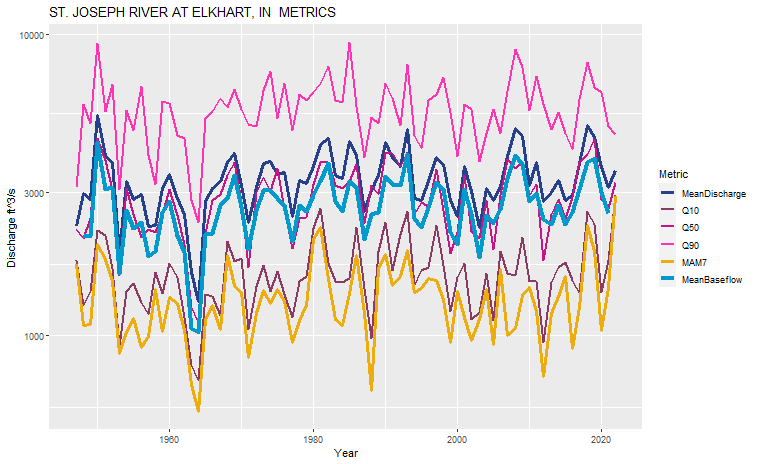 ST. JOSEPH RIVER AT ELKHART, IN  METRICS
10000
3000
1000
Discharge ft^3/s
1960
1980
2000
2020
Year
Metric
MeanDischarge
Q10
Q50
Q90
MAM7
MeanBaseflow